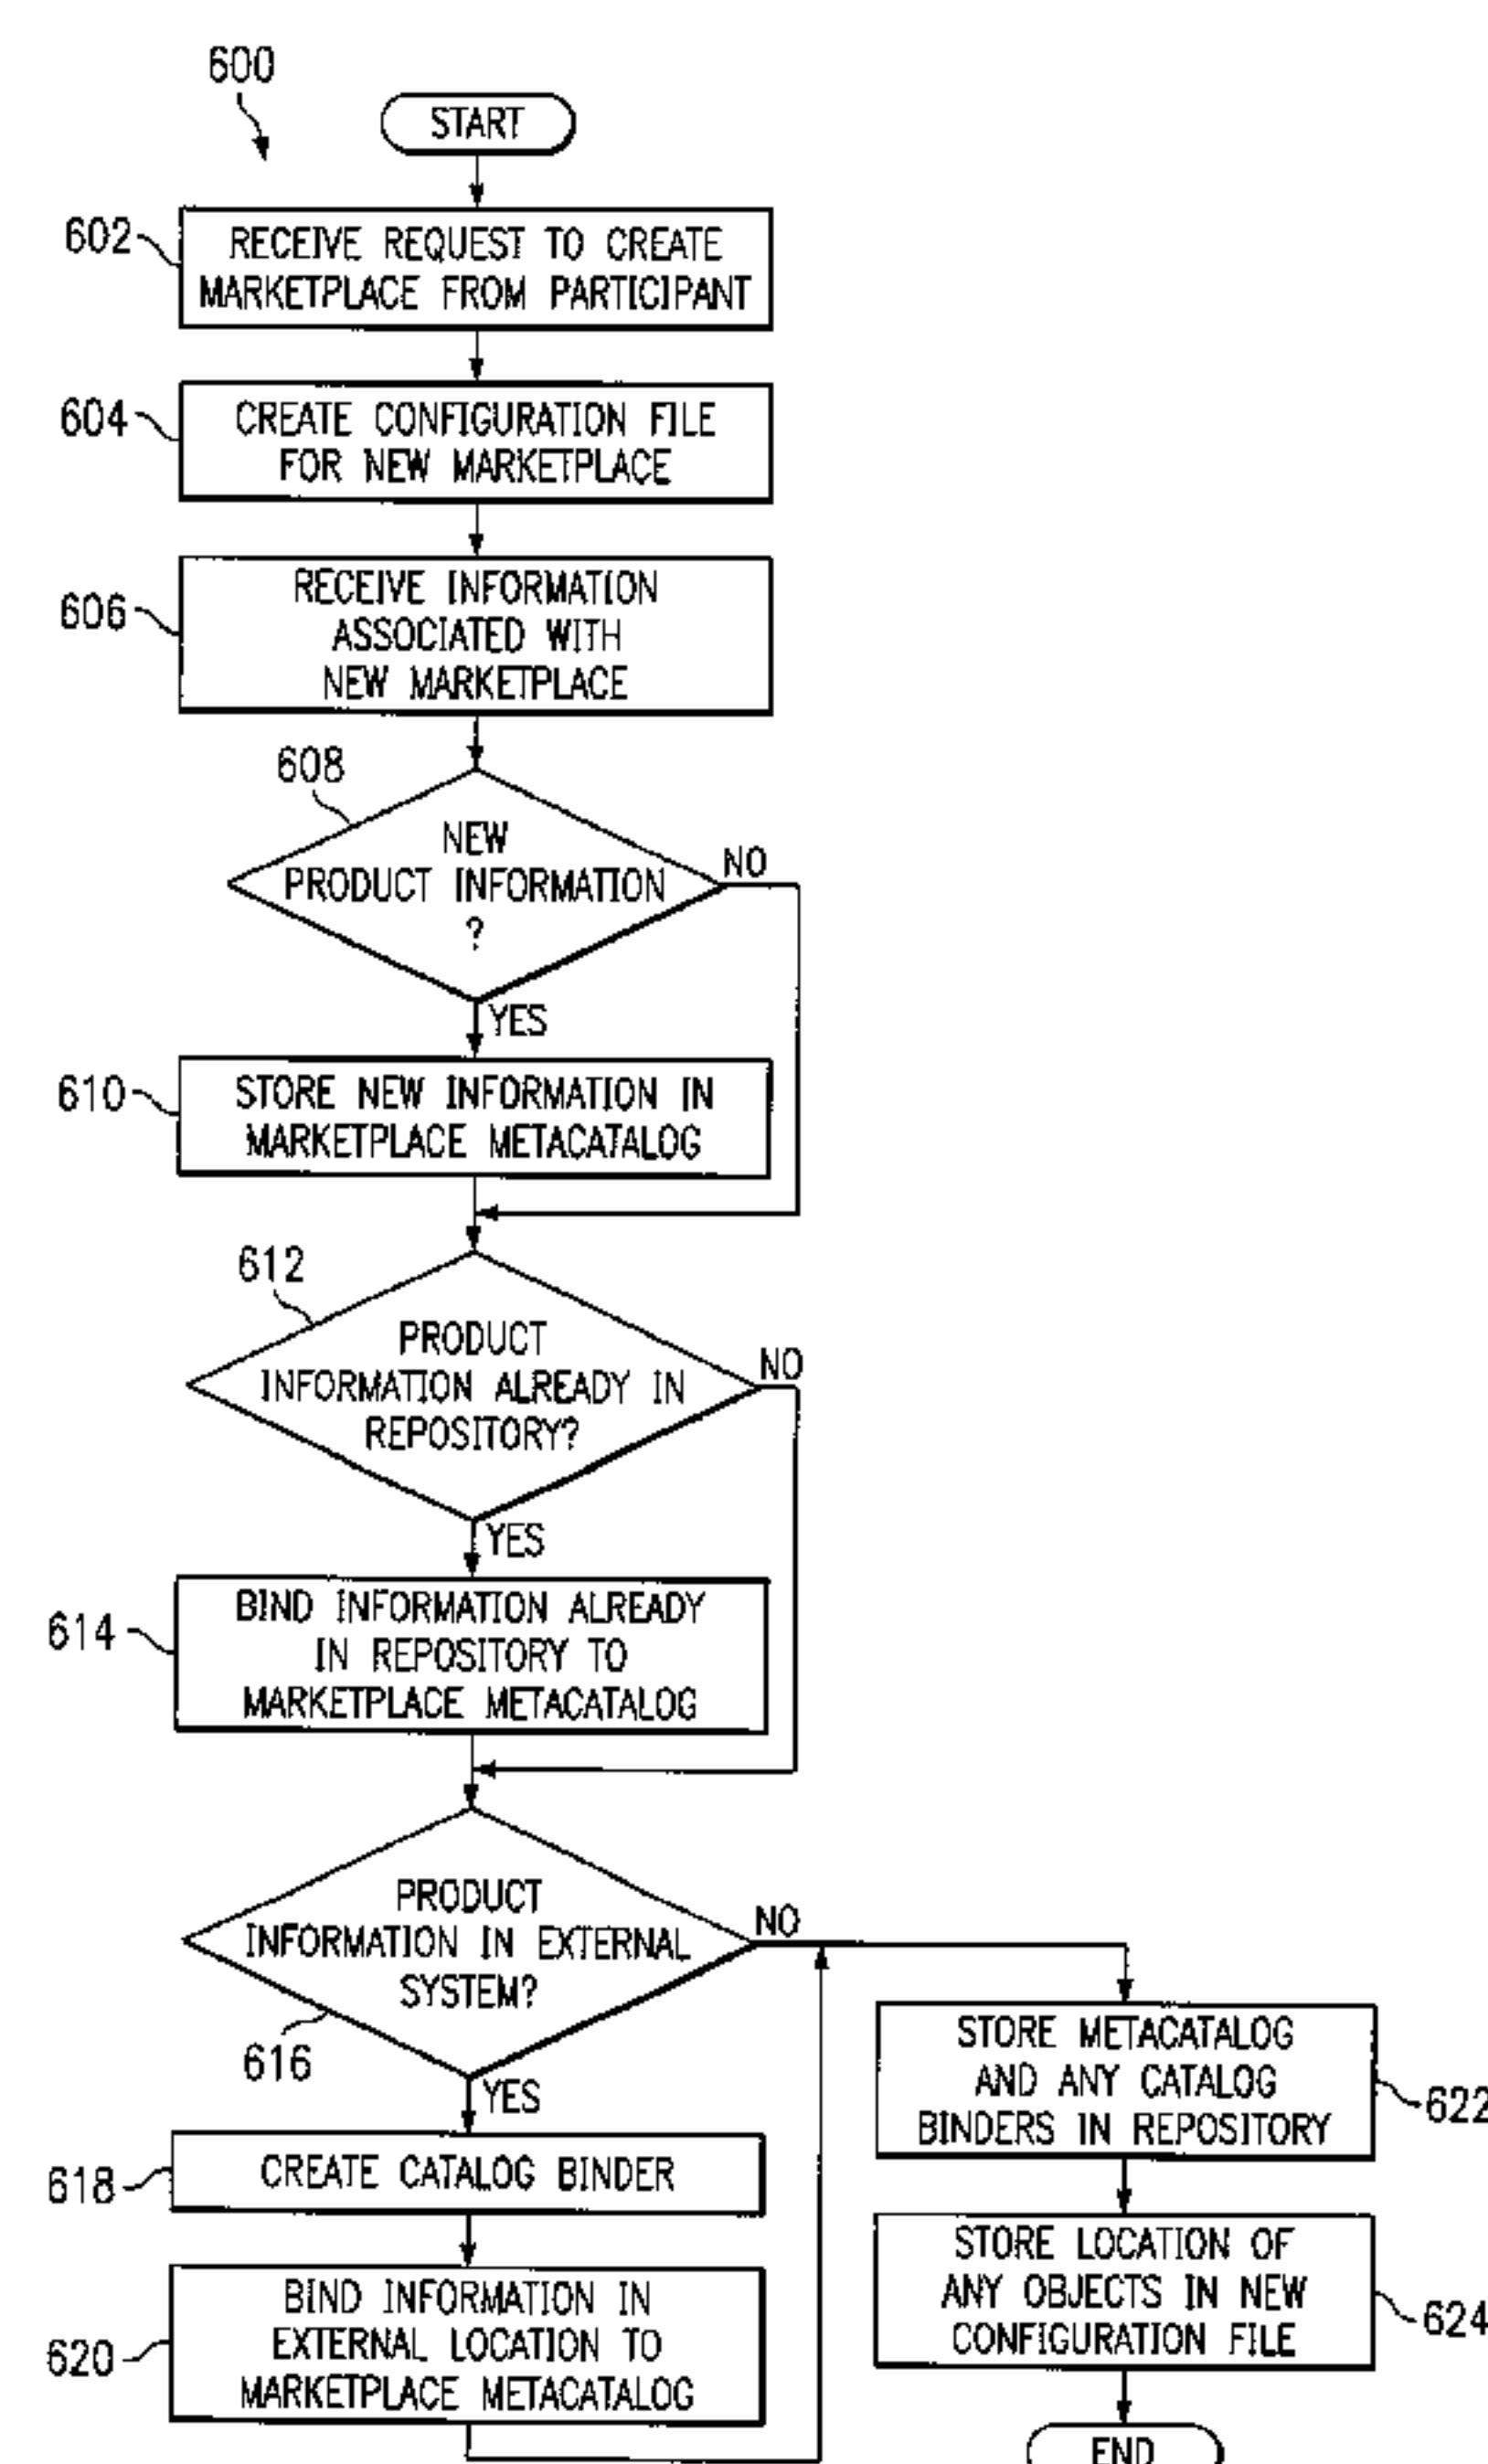 600
START
602
RECEIVE REQUEST TO CREATE
MARKETPLACE FROM PARTICIPANT
604
CREATE CONFIGURATION FILE
FOR NEW MARKETPLACE
606
RECEIVE INFORMATION
ASSOCIATED WITH
NEW MARKETPLACE
608
NEW
PRODUCT INFORMATION
?
NO
YES
610
STORE NEW INFORMATION IN
MARKETPLACE METACATALOG
612
PRODUCT
INFORMATION ALREADY IN
REPOSITORY?
NO
YES
614
BIND INFORMATION ALREADY
IN REPOSITORY TO
MARKETPLACE METACATALOG
PRODUCT
INFORMATION IN EXTERNAL
SYSTEM?
616
NO
YES
618
CREATE CATALOG BINDER
620
BIND INFORMATION IN
EXTERNAL LOCATION TO
MARKETPLACE METACATALOG
STORE METACATALOG
AND ANY CATALOG
BINDERS IN REPOSITORY
622
STORE LOCATION OF
ANY OBJECTS IN NEW
CONFIGURATION FILE
624
END